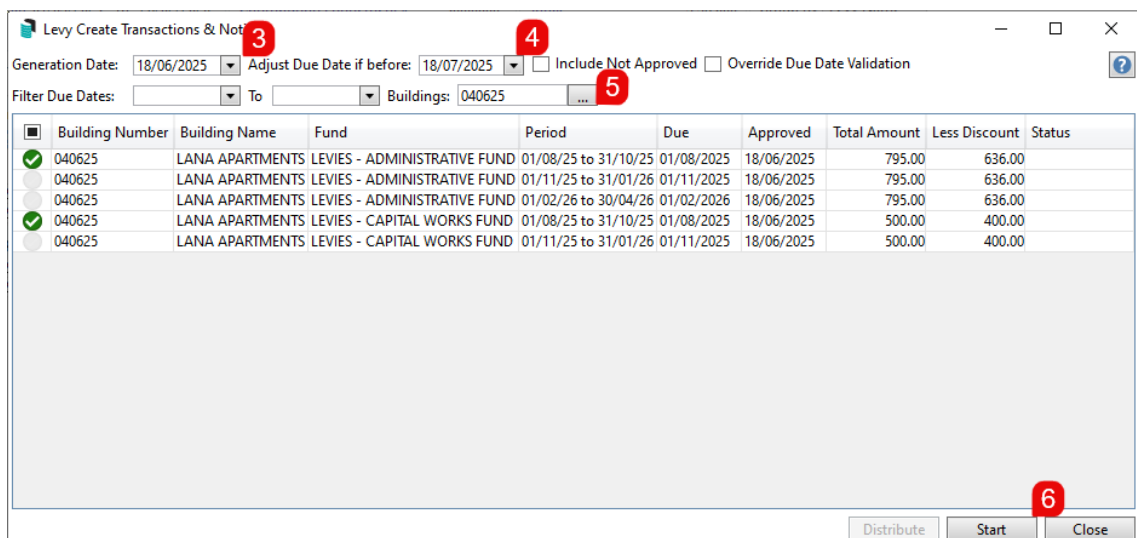 Levy Create Transactions & Noti
3
4
Generation Date: 18/06/2025 Adjust Due Date if before: 18/07/2025 Include Not Approved Override Due Date Validation ?
5
Filter Due Dates: To Buildings: 040625 ...
Building Number Building Name Fund Period Due Approved Total Amount Less Discount Status
040625 LANA APARTMENTS LEVIES - ADMINISTRATIVE FUND 01/08/25 to 31/10/25 01/08/2025 18/06/2025 795.00 636.00
040625 LANA APARTMENTS LEVIES - ADMINISTRATIVE FUND 01/11/25 to 31/01/26 01/11/2025 18/06/2025 795.00 636.00
040625 LANA APARTMENTS LEVIES - ADMINISTRATIVE FUND 01/02/26 to 30/04/26 01/02/2026 18/06/2025 795.00 636.00
040625 LANA APARTMENTS LEVIES - CAPITAL WORKS FUND 01/08/25 to 31/10/25 01/08/2025 18/06/2025 500.00 400.00
040625 LANA APARTMENTS LEVIES - CAPITAL WORKS FUND 01/11/25 to 31/01/26 01/11/2025 18/06/2025 500.00 400.00
6
Distribute Start Close